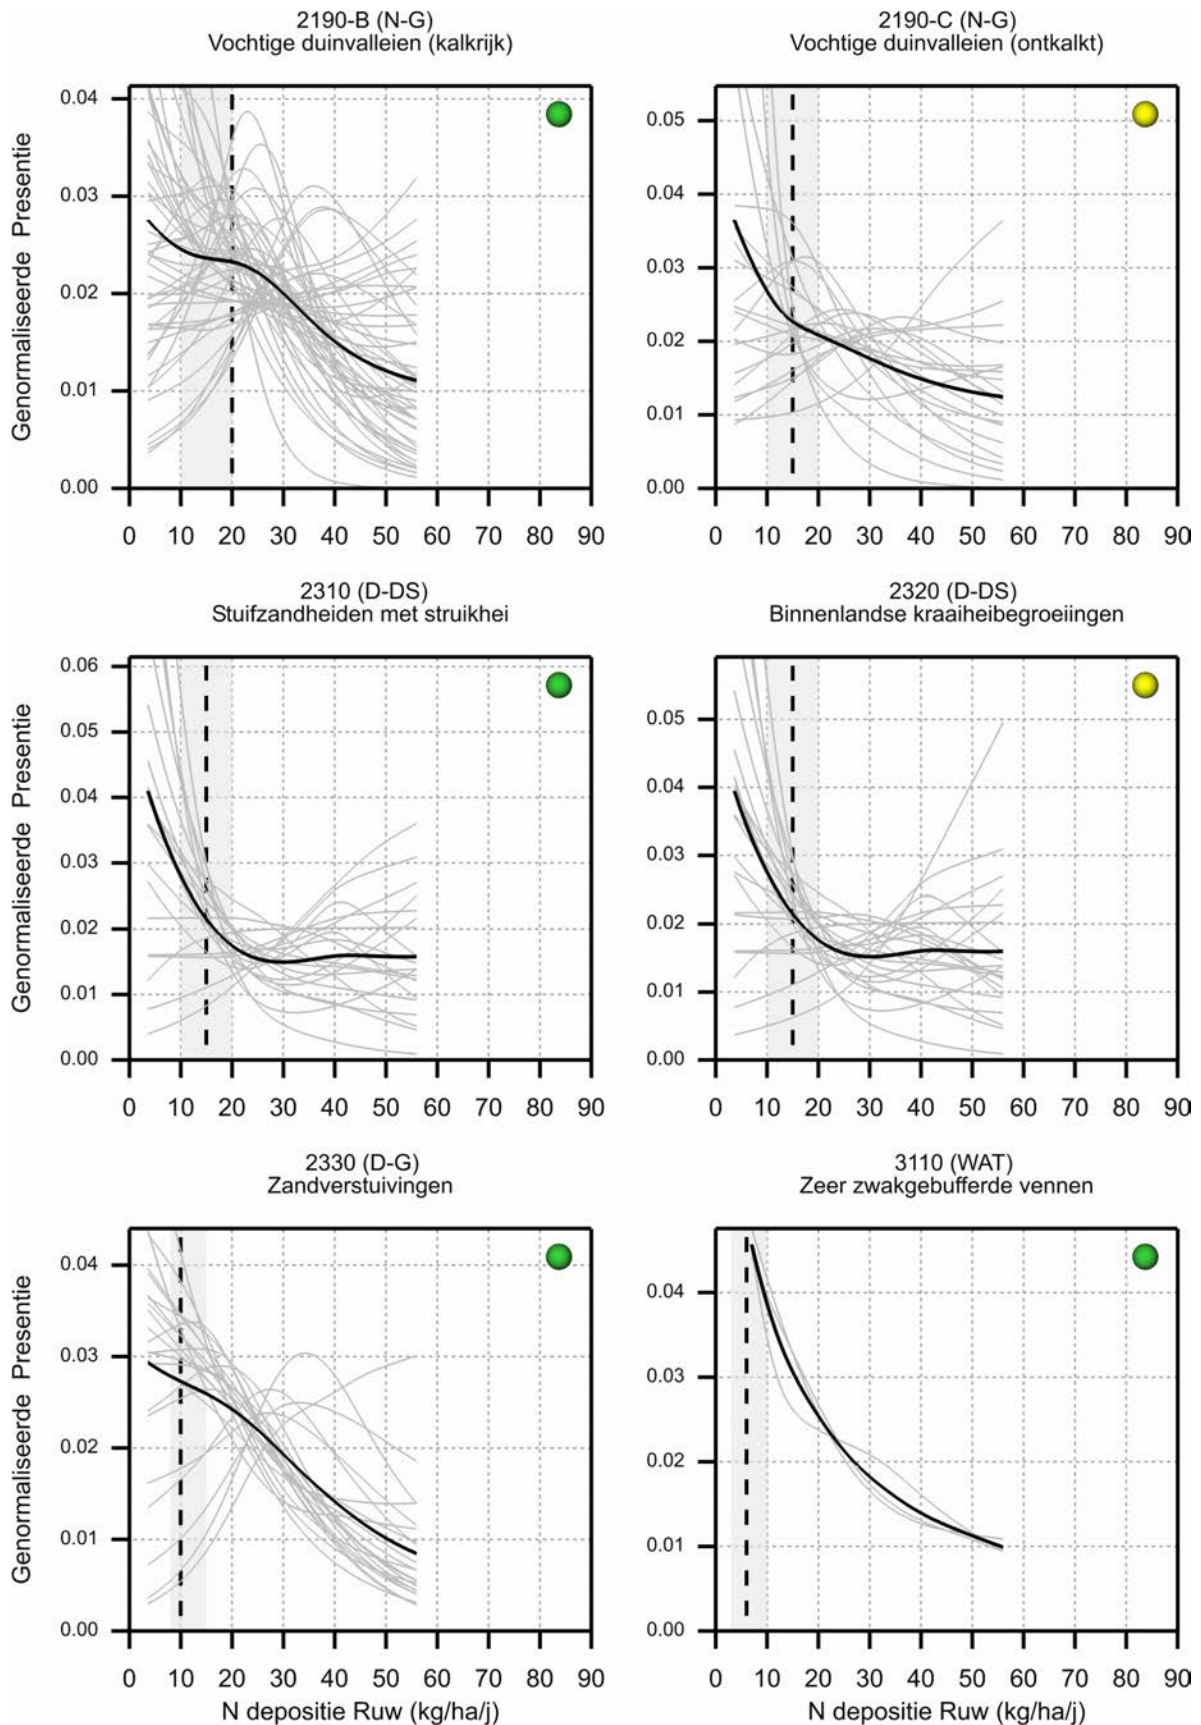 2190-B (N-G)
Vochtige duinvalleien (kalkrijk)
0.04
0.03
0.02
0.01
0.00
Genormaliseerde Presentie
0 10 20 30 40 50 60 70 80 90
2190-C (N-G)
Vochtige duinvalleien (ontkalkt)
0.05
0.04
0.03
0.02
0.01
0.00
0 10 20 30 40 50 60 70 80 90
2310 (D-DS)
Stuifzandheiden met struikhei
0.06
0.05
0.04
0.03
0.02
0.01
0.00
Genormaliseerde Presentie
0 10 20 30 40 50 60 70 80 90
2320 (D-DS)
Binnenlandse kraaiheibegroeiingen
0.05
0.04
0.03
0.02
0.01
0.00
0 10 20 30 40 50 60 70 80 90
2330 (D-G)
Zandverstuivingen
0.04
0.03
0.02
0.01
0.00
Genormaliseerde Presentie
0 10 20 30 40 50 60 70 80 90
N depositie Ruw (kg/ha/j)
3110 (WAT)
Zeer zwakgebufferde vennen
0.04
0.03
0.02
0.01
0.00
0 10 20 30 40 50 60 70 80 90
N depositie Ruw (kg/ha/j)